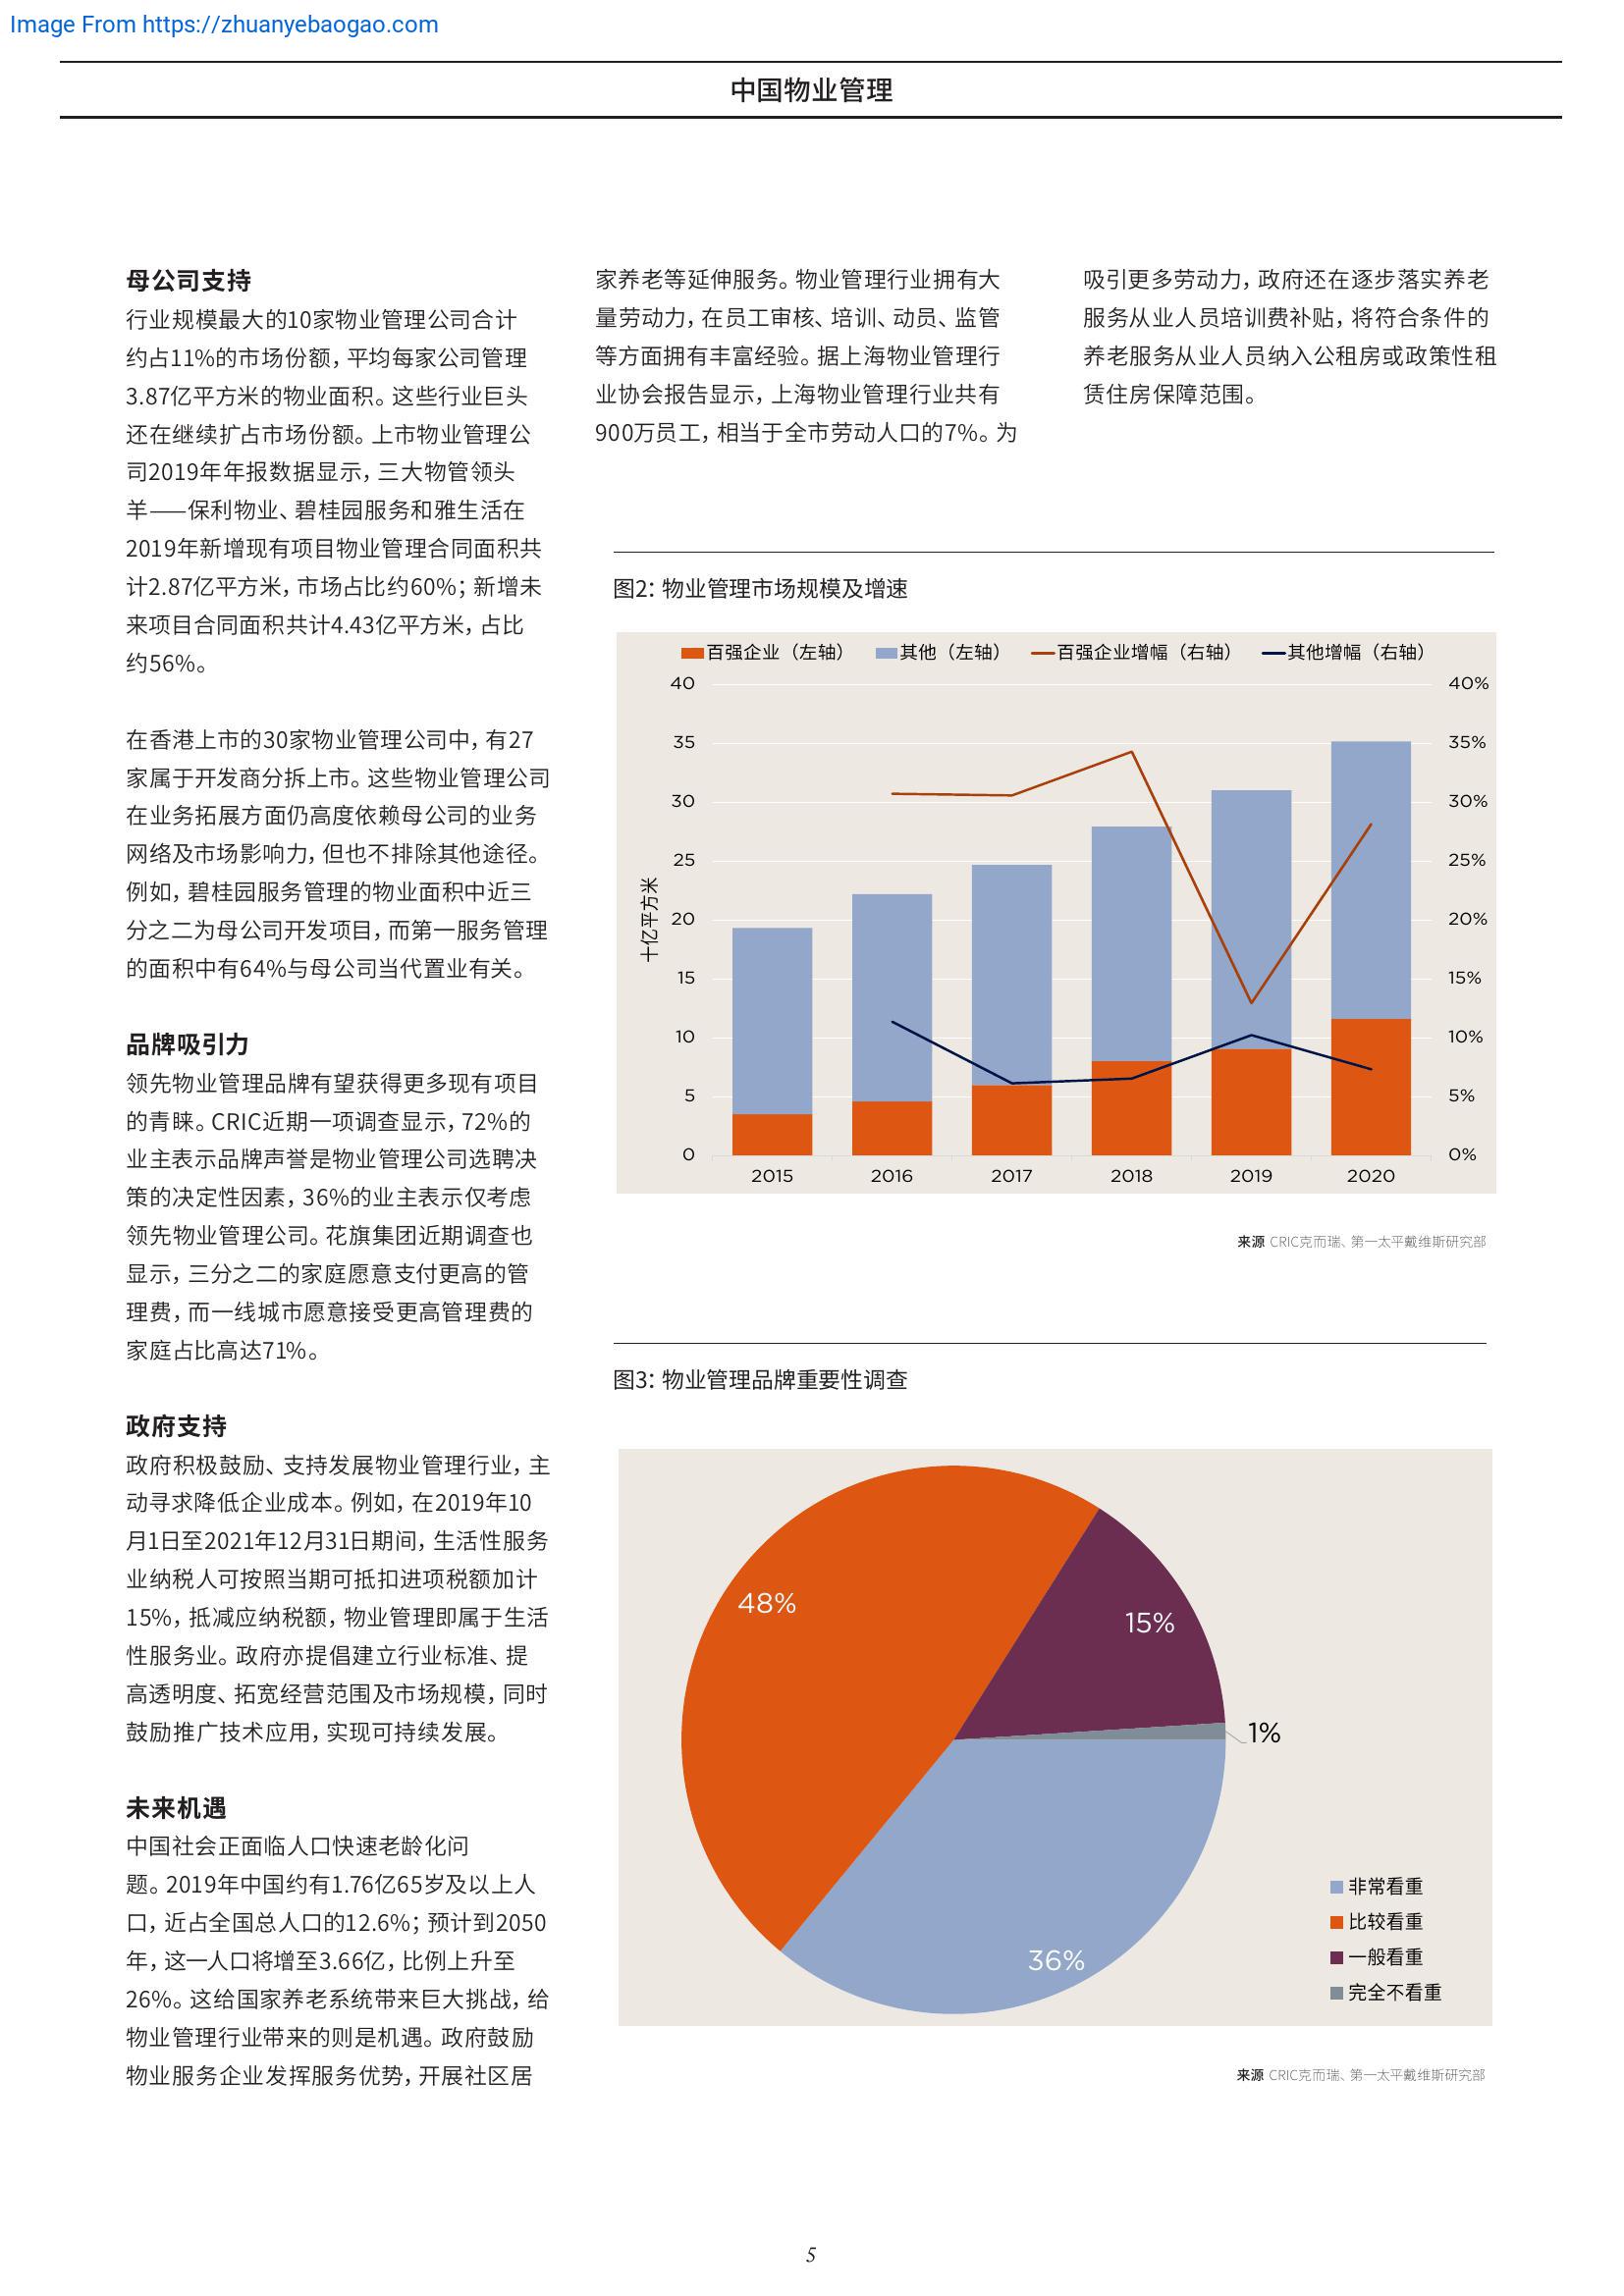 Image From https://zhuanyebaogao.com
中国物业管理
母公司支持
行业规模最大的10家物业管理公司合计
约占11%的市场份额，平均每家公司管理
3.87亿平方米的物业面积。这些行业巨头
还在继续扩占市场份额。上市物业管理公
司2019年年报数据显示，三大物管领头
羊——保利物业、碧桂园服务和雅生活在
2019年新增现有项目物业管理合同面积共
计2.87亿平方米，市场占比约60%；新增未
来项目合同面积共计4.43亿平方米，占比
约56%。
在香港上市的30家物业管理公司中，有27
家属于开发商分拆上市。这些物业管理公司
在业务拓展方面仍高度依赖母公司的业务
网络及市场影响力，但也不排除其他途径。
例如，碧桂园服务管理的物业面积中近三
分之二为母公司开发项目，而第一服务管理
的面积中有64%与母公司当代置业有关。
品牌吸引力
领先物业管理品牌有望获得更多现有项目
的青睐。CRIC近期一项调查显示，72%的
业主表示品牌声誉是物业管理公司选聘决
策的决定性因素，36%的业主表示仅考虑
领先物业管理公司。花旗集团近期调查也
显示，三分之二的家庭愿意支付更高的管
理费，而一线城市愿意接受更高管理费的
家庭占比高达71%。
政府支持
政府积极鼓励、支持发展物业管理行业，主
动寻求降低企业成本。例如，在2019年10
月1日至2021年12月31日期间，生活性服务
业纳税人可按照当期可抵扣进项税额加计
15%，抵减应纳税额，物业管理即属于生活
性服务业。政府亦提倡建立行业标准、提
高透明度、拓宽经营范围及市场规模，同时
鼓励推广技术应用，实现可持续发展。
未来机遇
中国社会正面临人口快速老龄化问
题。2019年中国约有1.76亿65岁及以上人
口，近占全国总人口的12.6%；预计到2050
年，这一人口将增至3.66亿，比例上升至
26%。这给国家养老系统带来巨大挑战，给
物业管理行业带来的则是机遇。政府鼓励
物业服务企业发挥服务优势，开展社区居
家养老等延伸服务。物业管理行业拥有大
量劳动力，在员工审核、培训、动员、监管
等方面拥有丰富经验。据上海物业管理行
业协会报告显示，上海物业管理行业共有
900万员工，相当于全市劳动人口的7%。为
吸引更多劳动力，政府还在逐步落实养老
服务从业人员培训费补贴，将符合条件的
养老服务从业人员纳入公租房或政策性租
赁住房保障范围。
图2：物业管理市场规模及增速
百强企业（左轴） 其他（左轴） 百强企业增幅（右轴） 其他增幅（右轴）
40 40%
35 35%
30 30%
25 25%
20 20%
15 15%
10 10%
5 5%
0 0%
十亿平方米
2015 2016 2017 2018 2019 2020
来源 CRIC克而瑞、第一太平戴维斯研究部
图3：物业管理品牌重要性调查
48%
15%
1%
36%
非常看重
比较看重
一般看重
完全不看重
来源 CRIC克而瑞、第一太平戴维斯研究部
5